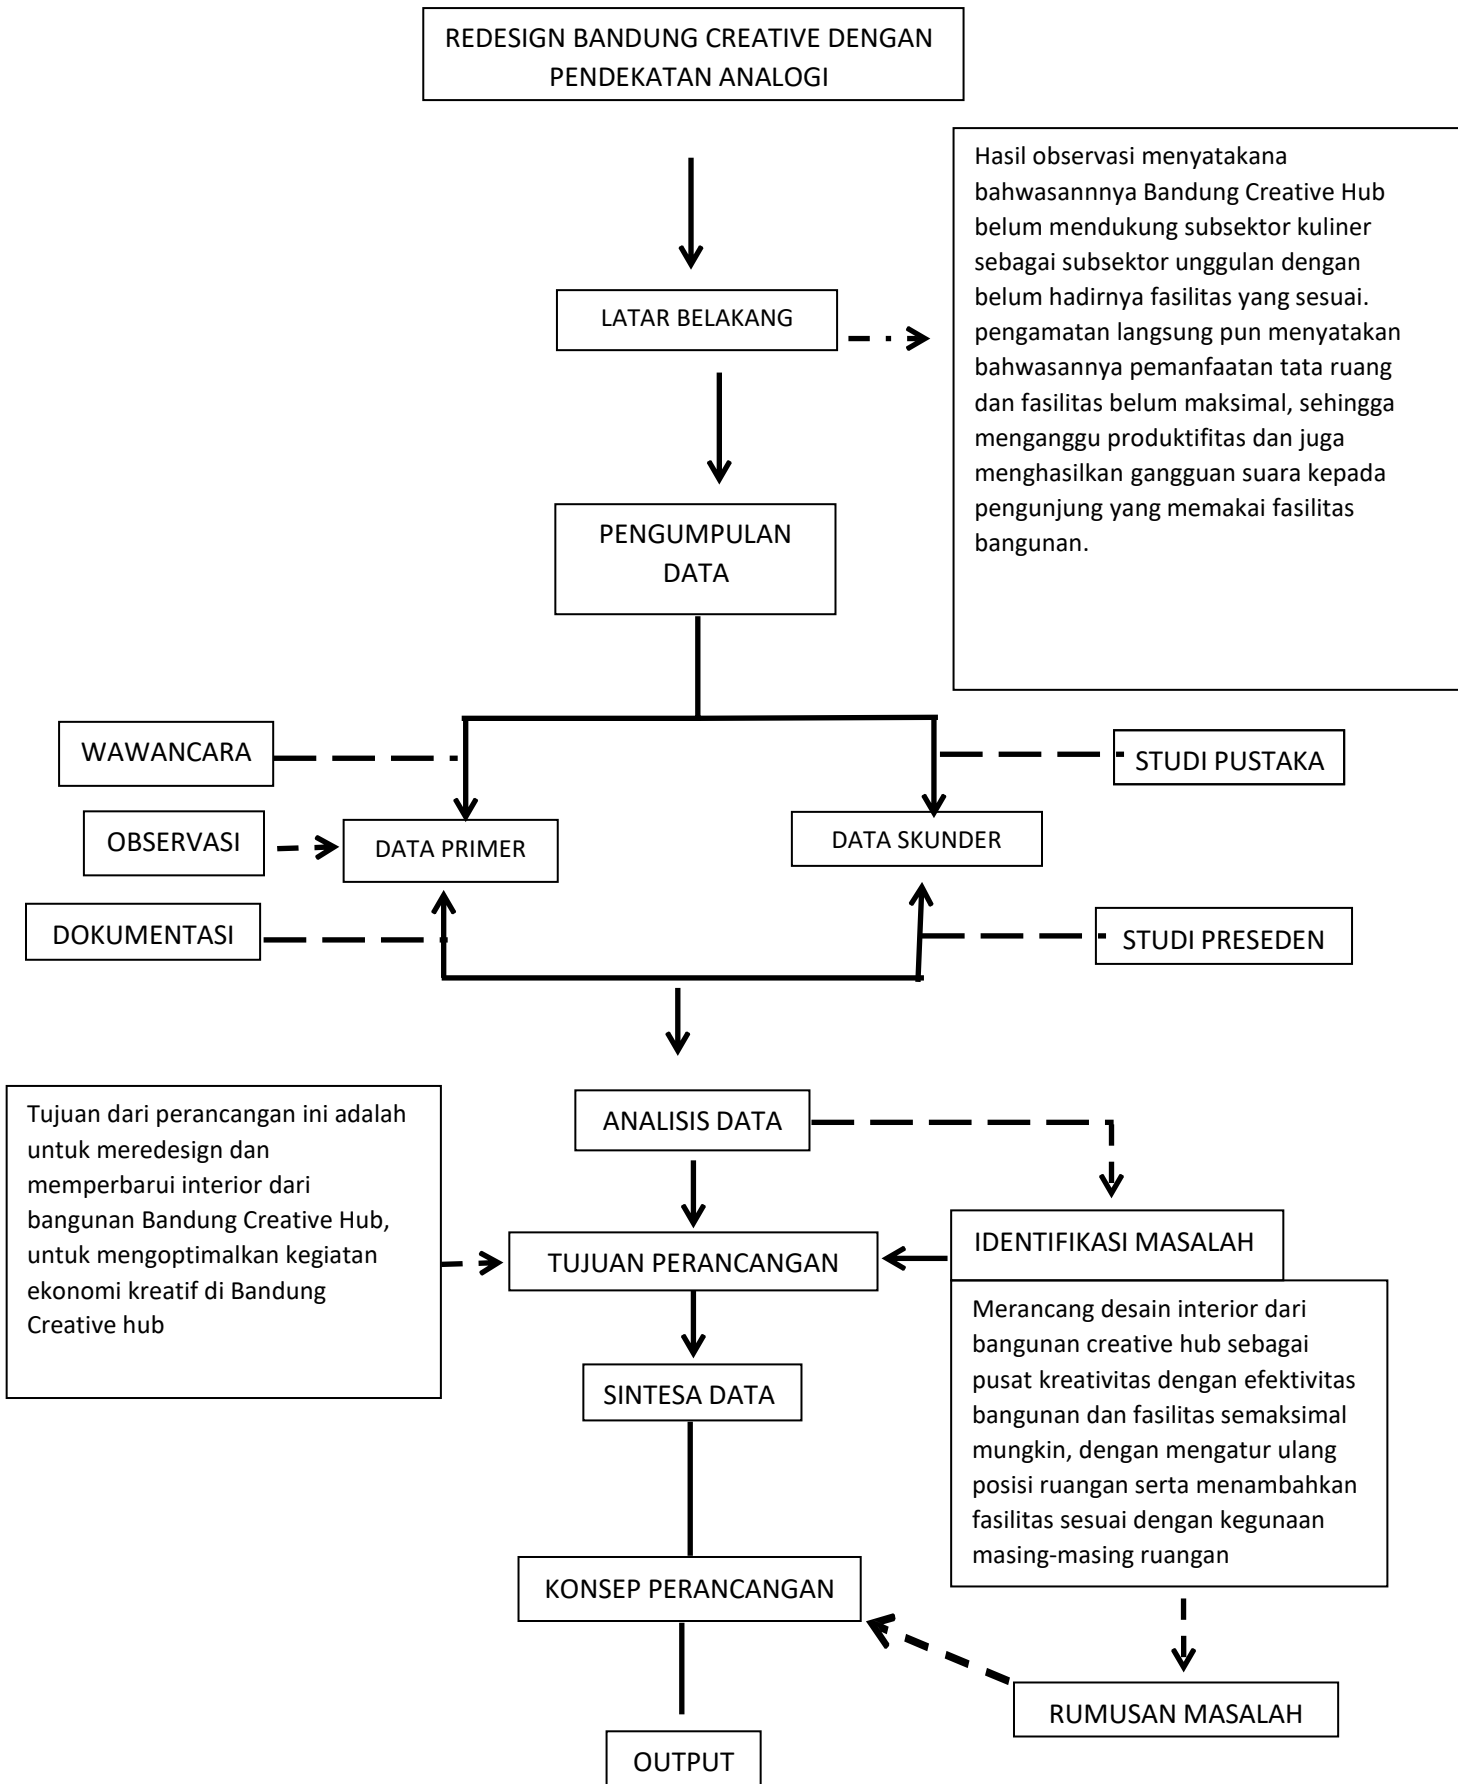 REDESIGN BANDUNG CREATIVE DENGAN
PENDEKATAN ANALOGI
Hasil observasi menyatakana
bahwasannnya Bandung Creative Hub
belum mendukung subsektor kuliner
sebagai subsektor unggulan dengan
belum hadirnya fasilitas yang sesuai.
pengamatan langsung pun menyatakan
bahwasannya pemanfaatan tata ruang
dan fasilitas belum maksimal, sehingga
menganggu produktifitas dan juga
menghasilkan gangguan suara kepada
pengunjung yang memakai fasilitas
bangunan.
LATAR BELAKANG
PENGUMPULAN
DATA
WAWANCARA
STUDI PUSTAKA
OBSERVASI
DATA PRIMER
DATA SKUNDER
DOKUMENTASI
STUDI PRESEDEN
Tujuan dari perancangan ini adalah
untuk meredesign dan
memperbarui interior dari
bangunan Bandung Creative Hub,
untuk mengoptimalkan kegiatan
ekonomi kreatif di Bandung
Creative hub
ANALISIS DATA
TUJUAN PERANCANGAN
IDENTIFIKASI MASALAH
Merancang desain interior dari
bangunan creative hub sebagai
pusat kreativitas dengan efektivitas
bangunan dan fasilitas semaksimal
mungkin, dengan mengatur ulang
posisi ruangan serta menambahkan
fasilitas sesuai dengan kegunaan
masing-masing ruangan
SINTESA DATA
KONSEP PERANCANGAN
RUMUSAN MASALAH
OUTPUT